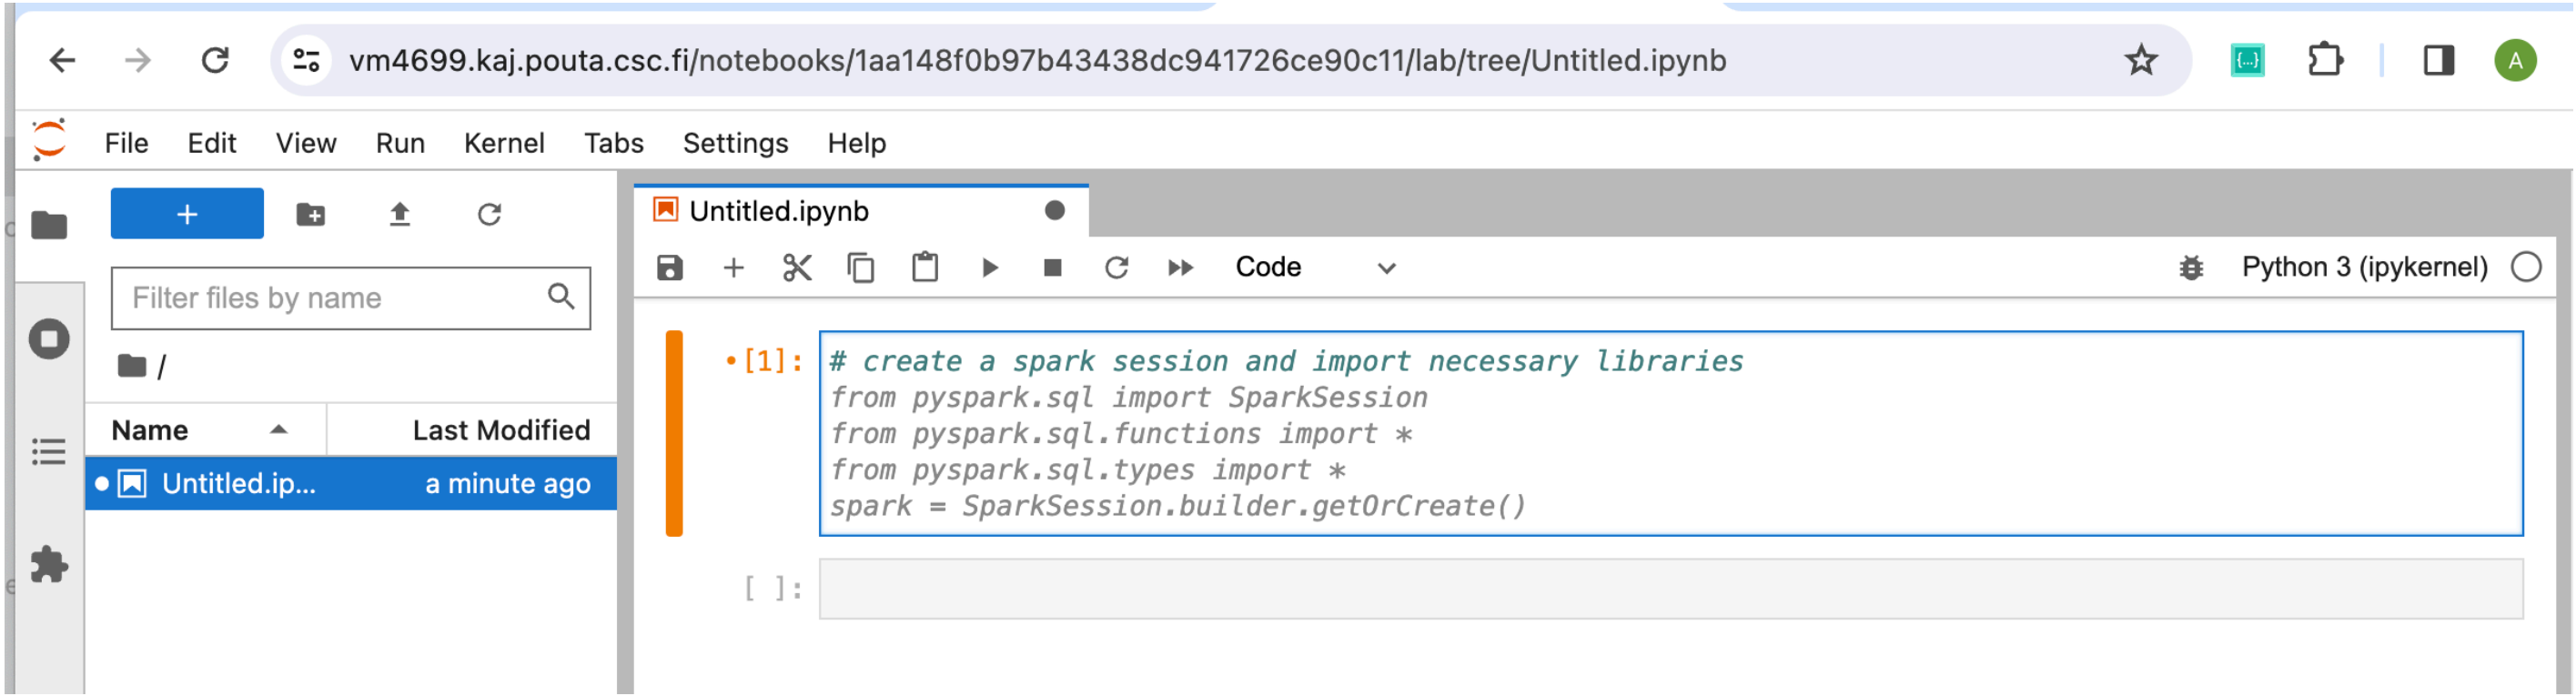 vm4699.kaj.pouta.csc.fi/notebooks/1aa148f0b97b43438dc941726ce90c11/lab/tree/Untitled.ipynb
{...}
A
File Edit View Run Kernel Tabs Settings Help
+
Untitled.ipynb
Code
Python 3 (ipykernel)
Filter files by name
/
Name
Last Modified
Untitled.ip...
a minute ago
[1]:
# create a spark session and import necessary libraries
from pyspark.sql import SparkSession
from pyspark.sql.functions import *
from pyspark.sql.types import *
spark = SparkSession.builder.getOrCreate()
[ ]: